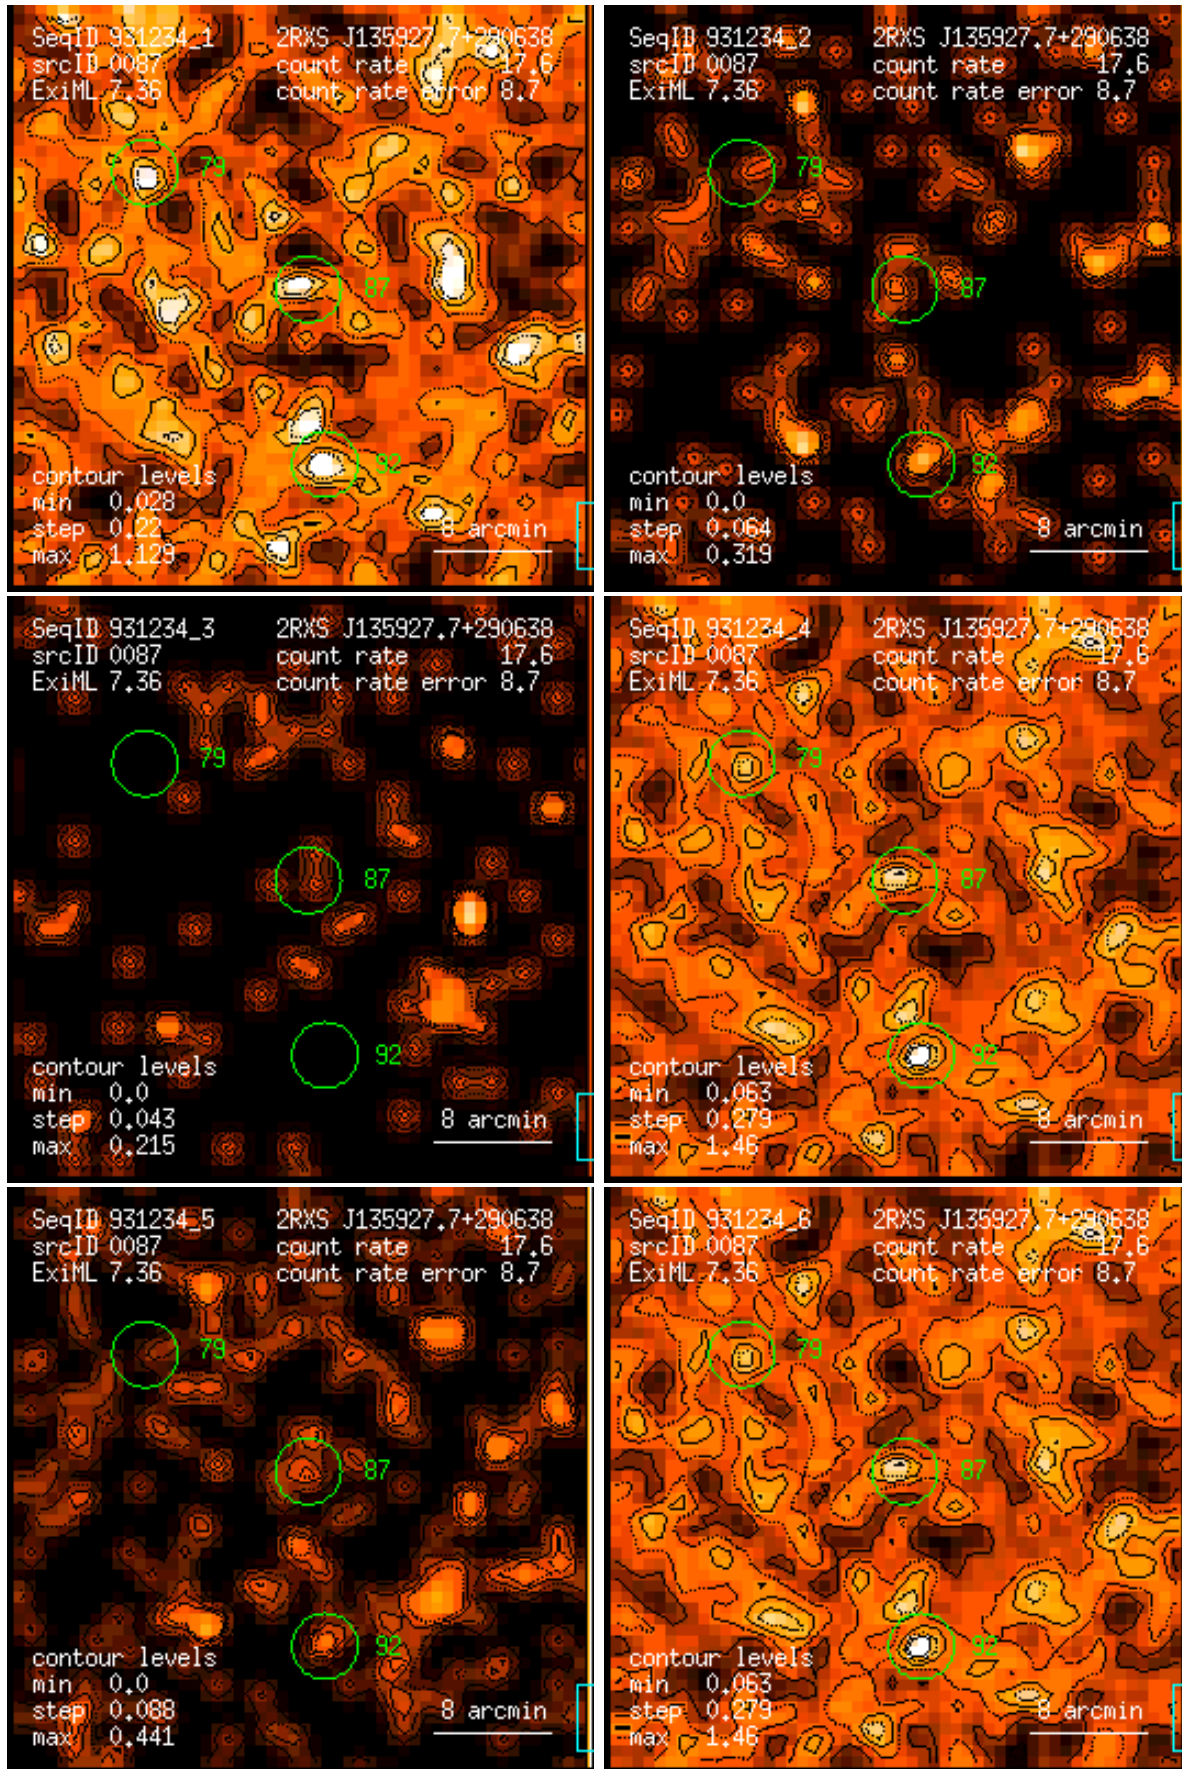 SeqID 931234_1 2RXS J135927.7+290638
srcID 0087 count rate 17.6
ExiML 7.36 count rate error 8.7
79
87
92
contour levels
min 0.028
step 0.22 8 arcmin
max 1.129
SeqID 931234_2 2RXS J135927.7+290638
srcID 0087 count rate 17.6
ExiML 7.36 count rate error 8.7
79
87
92
contour levels
min 0.0
step 0.064 8 arcmin
max 0.319
SeqID 931234_3 2RXS J135927.7+290638
srcID 0087 count rate 17.6
ExiML 7.36 count rate error 8.7
79
87
92
contour levels
min 0.0
step 0.043 8 arcmin
max 0.215
SeqID 931234_4 2RXS J135927.7+290638
srcID 0087 count rate 17.6
ExiML 7.36 count rate error 8.7
79
87
92
contour levels
min 0.063
step 0.279 8 arcmin
max 1.46
SeqID 931234_5 2RXS J135927.7+290638
srcID 0087 count rate 17.6
ExiML 7.36 count rate error 8.7
79
87
92
contour levels
min 0.0
step 0.088 8 arcmin
max 0.441
SeqID 931234_6 2RXS J135927.7+290638
srcID 0087 count rate 17.6
ExiML 7.36 count rate error 8.7
79
87
92
contour levels
min 0.063
step 0.279 8 arcmin
max 1.46